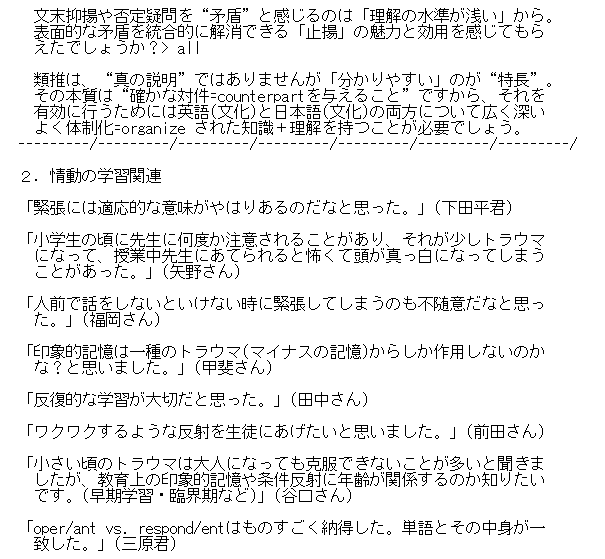 文末抑揚や否定疑問を“矛盾”と感じるのは「理解の水準が浅い」から。
表面的な矛盾を統合的に解消できる「止揚」の魅力と効用を感じてもら
えたでしょうか？> all
類推は、“真の説明”ではありませんが「分かりやすい」のが“特長”。
その本質は“確かな対件=counterpartを与えること”ですから、それを
有効に行うためには英語(文化)と日本語(文化)の両方について広く深い
よく体制化=organize された知識＋理解を持つことが必要でしょう。
---------/---------/---------/---------/---------/---------/---------/
２．情動の学習関連
「緊張には適応的な意味がやはりあるのだなと思った。」(下田平君)
「小学生の頃に先生に何度か注意されることがあり、それが少しトラウマ
になって、授業中先生にあてられると怖くて頭が真っ白になってしまう
ことがあった。」(矢野さん)
「人前で話をしないといけない時に緊張してしまうのも不随意だなと思っ
た。」(福岡さん)
「印象的記憶は一種のトラウマ(マイナスの記憶)からしか作用しないのか
な？と思いました。」(甲斐さん)
「反復的な学習が大切だと思った。」(田中さん)
「ワクワクするような反射を生徒にあげたいと思いました。」(前田さん)
「小さい頃のトラウマは大人になっても克服できないことが多いと聞きま
したが、教育上の印象的記憶や条件反射に年齢が関係するのか知りたい
です。(早期学習・臨界期など)」(谷口さん)
「oper/ant vs. respond/entはものすごく納得した。単語とその中身が一
致した。」(三原君)